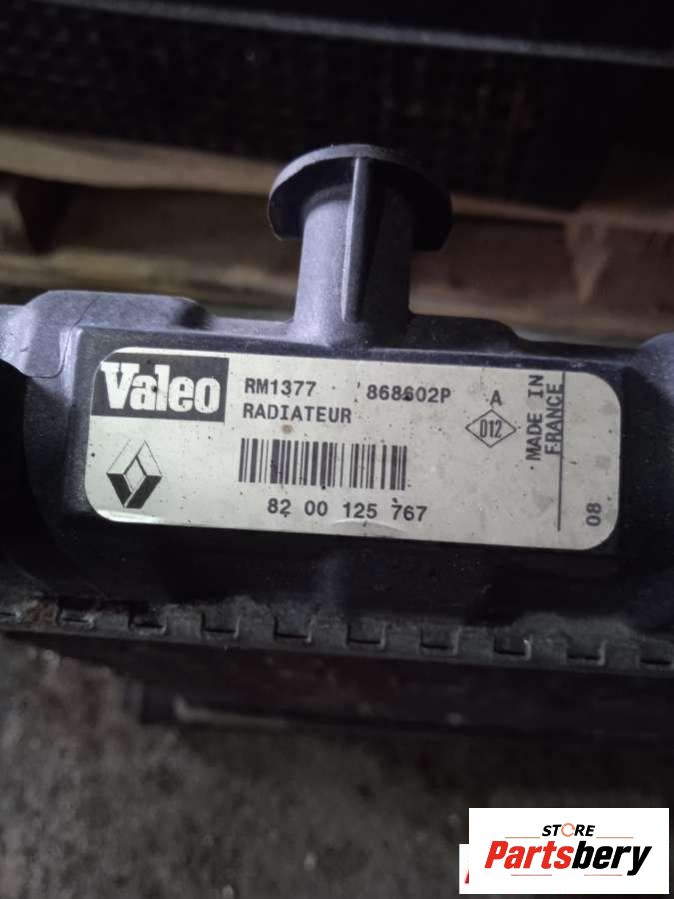 Valeo
RM1377 868602P A
RADIATEUR
D12
MADE IN
FRANCE
82 00 125 767
08
STORE
Partsbery